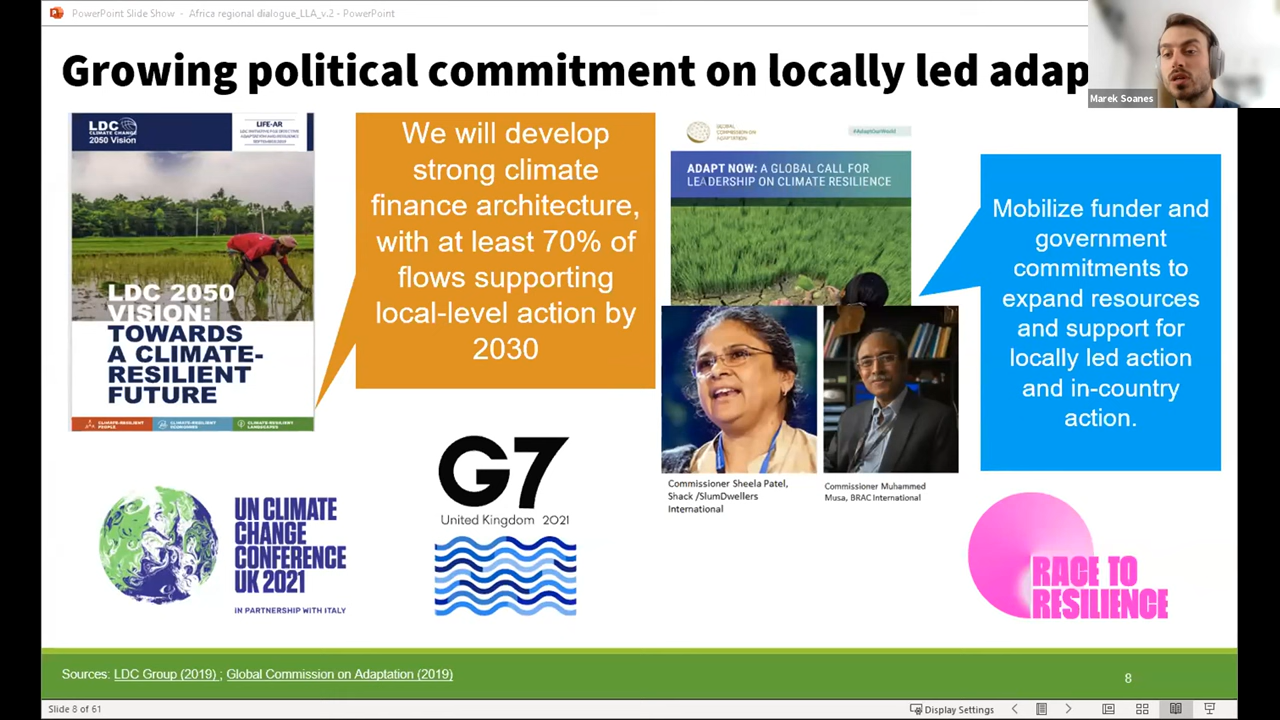 PowerPoint Slide Show - Africa regional dialogue_LLA_v.2 - PowerPoint
Growing political commitment on locally led adap
Marek Soanes
LDC
CLIMATE CHANGE
2050 Vision
LIFE-AR
LDC 2050
VISION:
TOWARDS
A CLIMATE-
RESILIENT
FUTURE
CLIMATE-RESILIENT
PEOPLE
CLIMATE-RESILIENT
ECONOMIES
CLIMATE-RESILIENT
LANDSCAPES
We will develop
strong climate
finance architecture,
with at least 70% of
flows supporting
local-level action by
2030
GLOBAL
COMMISSION ON
ADAPTATION
#AdaptOurWorld
ADAPT NOW: A GLOBAL CALL FOR
LEADERSHIP ON CLIMATE RESILIENCE
Commissioner Sheela Patel,
Shack /SlumDwellers
International
Commissioner Muhammed
Musa, BRAC International
Mobilize funder and
government
commitments to
expand resources
and support for
locally led action
and in-country
action.
UN CLIMATE
CHANGE
CONFERENCE
UK 2021
IN PARTNERSHIP WITH ITALY
G7
United Kingdom 2021
RACE TO
RESILIENCE
Sources: LDC Group (2019) ; Global Commission on Adaptation (2019)
8
Slide 8 of 61
Display Settings